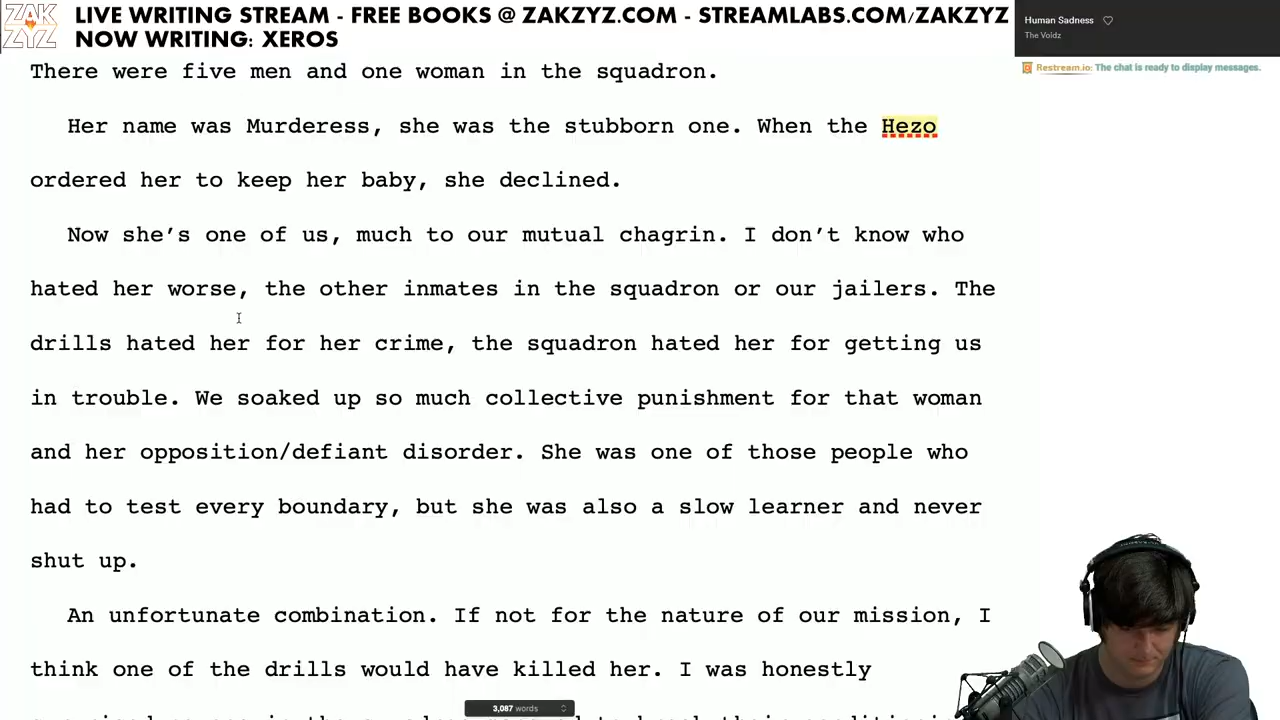 ZAK
ZYZ
LIVE WRITING STREAM - FREE BOOKS @ ZAKZYZ.COM - STREAMLABS.COM/ZAKZYZ
NOW WRITING: XEROS
Human Sadness
The Voidz
Restream.io: The chat is ready to display messages.
There were five men and one woman in the squadron.
Her name was Murderess, she was the stubborn one. When the Hezo
ordered her to keep her baby, she declined.
Now she’s one of us, much to our mutual chagrin. I don’t know who
hated her worse, the other inmates in the squadron or our jailers. The
drills hated her for her crime, the squadron hated her for getting us
in trouble. We soaked up so much collective punishment for that woman
and her opposition/defiant disorder. She was one of those people who
had to test every boundary, but she was also a slow learner and never
shut up.
An unfortunate combination. If not for the nature of our mission, I
think one of the drills would have killed her. I was honestly
3,087 words